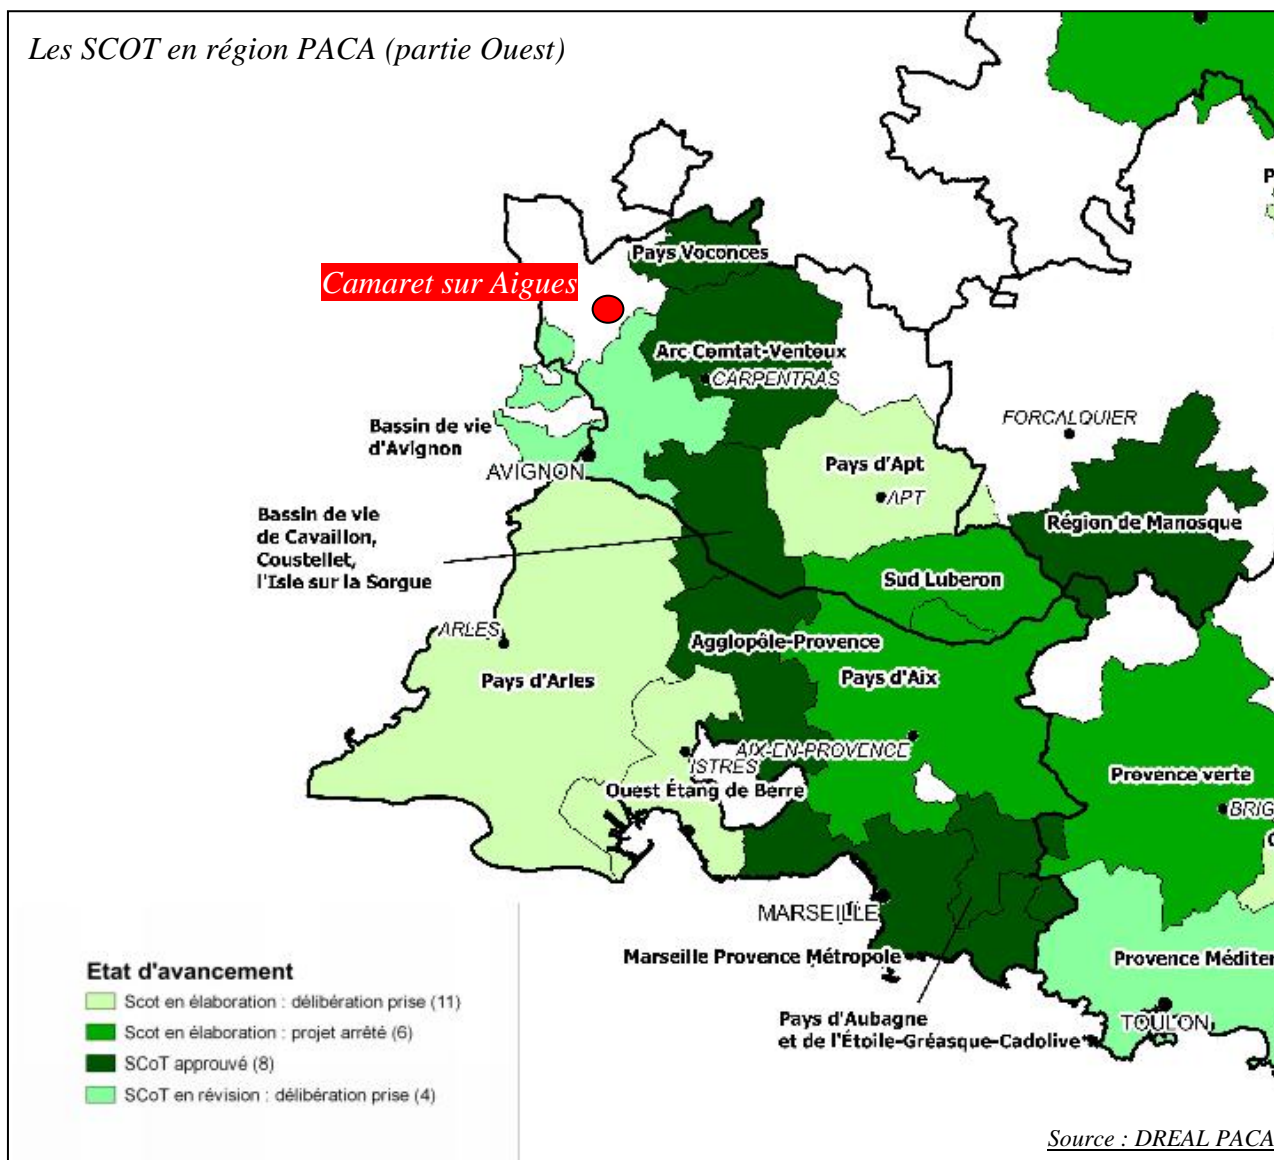 Les SCOT en région PACA (partie Ouest)
P
Pays Voconces
Camaret sur Aigues
Arc Comtat-Ventoux
CARPENTRAS
Bassin de vie
d'Avignon
FORCALQUIER
AVIGNON
Pays d'Apt
APT
Bassin de vie
de Cavaillon,
Coustellet,
l'Isle sur la Sorgue
Région de Manosque
Sud Luberon
ARLES
Agglopôle-Provence
Pays d'Arles
Pays d'Aix
AIX-EN-PROVENCE
ISTRES
Ouest Étang de Berre
Provence verte
BRIG
C
MARSEILLE
Marseille Provence Métropole
Provence Méditer
Pays d'Aubagne
et de l'Étoile-Gréasque-Cadolive
TOULON
Etat d'avancement
Scot en élaboration : délibération prise (11)
Scot en élaboration : projet arrêté (6)
SCoT approuvé (8)
SCoT en révision : délibération prise (4)
Source : DREAL PACA